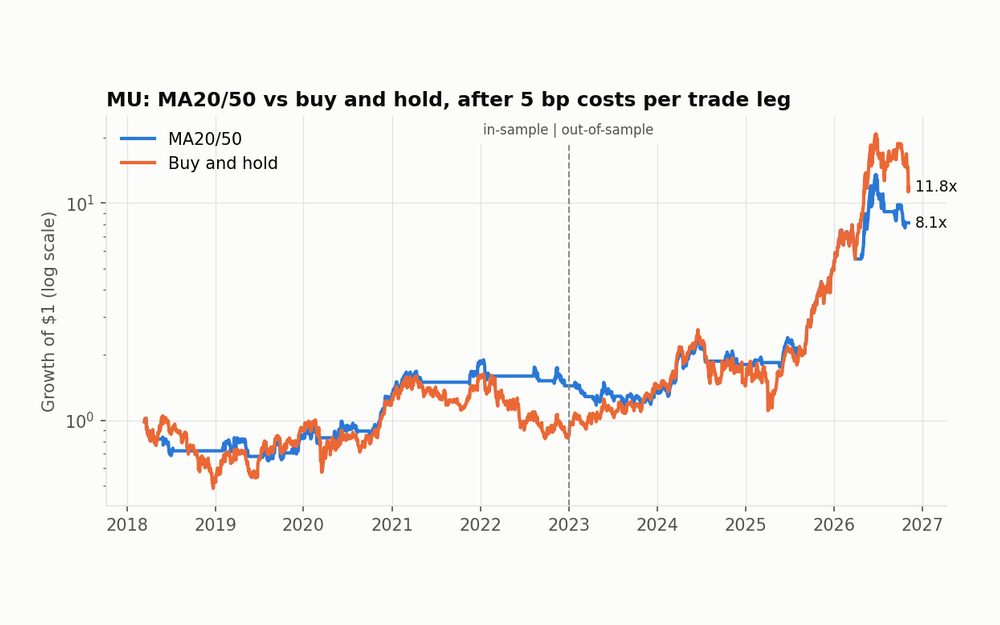 MU: MA20/50 vs buy and hold, after 5 bp costs per trade leg
in-sample | out-of-sample
MA20/50
Buy and hold
Growth of $1 (log scale)
10¹
10⁰
11.8x
8.1x
2018 2019 2020 2021 2022 2023 2024 2025 2026 2027